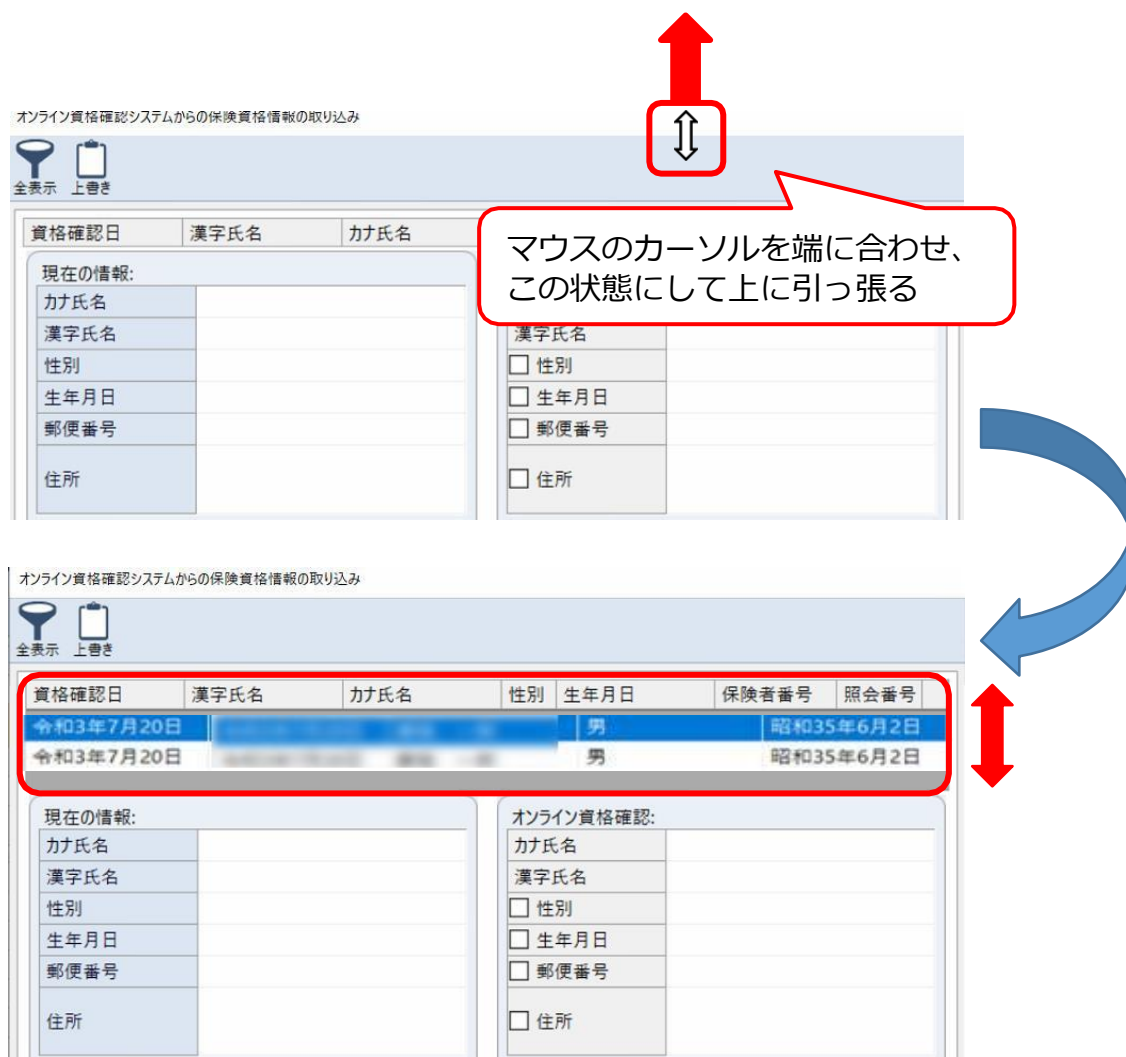 オンライン資格確認システムからの保険資格情報の取り込み
全表示 上書き
資格確認日 漢字氏名 カナ氏名
マウスのカーソルを端に合わせ、
この状態にして上に引っ張る
現在の情報:
カナ氏名
漢字氏名
性別
生年月日
郵便番号
住所
漢字氏名
性別
生年月日
郵便番号
住所
オンライン資格確認システムからの保険資格情報の取り込み
全表示 上書き
資格確認日 漢字氏名 カナ氏名 性別 生年月日 保険者番号 照会番号
令和3年7月20日 男 昭和35年6月2日
令和3年7月20日 男 昭和35年6月2日
現在の情報:
カナ氏名
漢字氏名
性別
生年月日
郵便番号
住所
オンライン資格確認:
カナ氏名
漢字氏名
性別
生年月日
郵便番号
住所